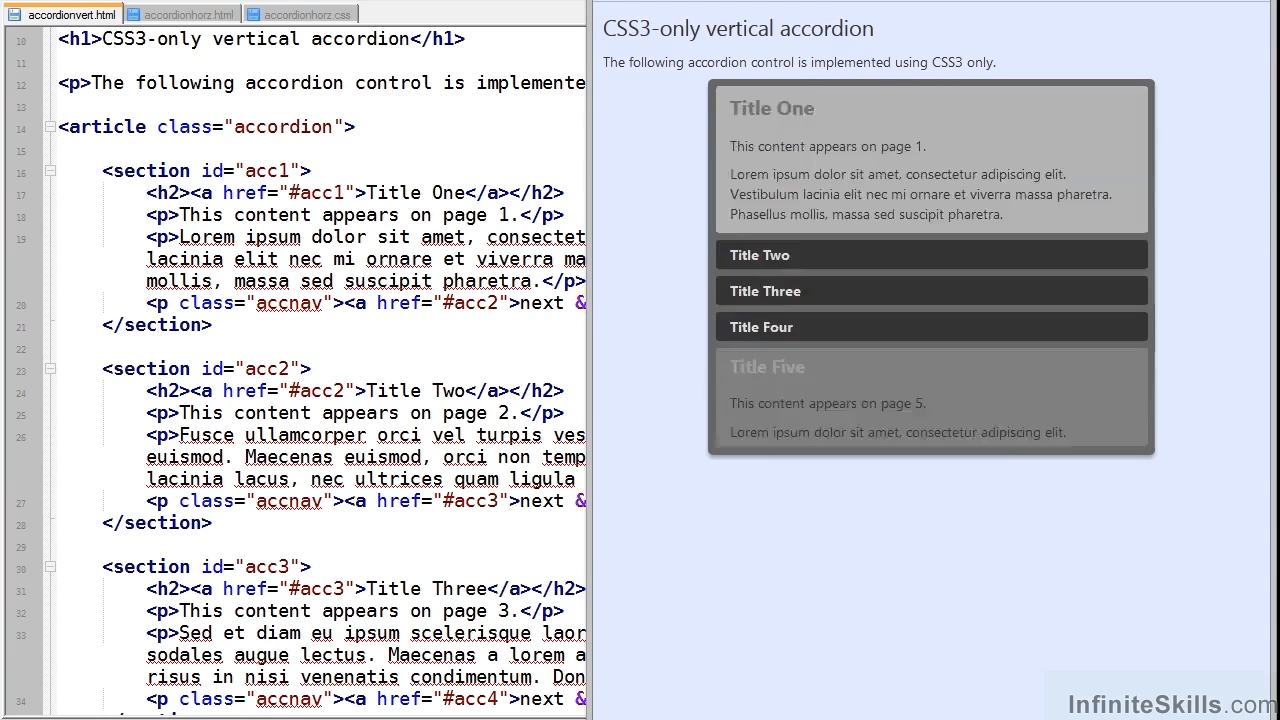 accordionvert.html accordionhorz.html accordionhorz.css
10 <h1>CSS3-only vertical accordion</h1>
11
12 <p>The following accordion control is implemente
13
14 <article class="accordion">
15
16 <section id="acc1">
17 <h2><a href="#acc1">Title One</a></h2>
18 <p>This content appears on page 1.</p>
19 <p>Lorem ipsum dolor sit amet, consectet
lacinia elit nec mi ornare et viverra ma
mollis, massa sed suscipit pharetra.</p>
20 <p class="accnav"><a href="#acc2">next &
21 </section>
22
23 <section id="acc2">
24 <h2><a href="#acc2">Title Two</a></h2>
25 <p>This content appears on page 2.</p>
26 <p>Fusce ullamcorper orci vel turpis ves
euismod. Maecenas euismod, orci non temp
lacinia lacus, nec ultrices quam ligula
27 <p class="accnav"><a href="#acc3">next &
28 </section>
29
30 <section id="acc3">
31 <h2><a href="#acc3">Title Three</a></h2>
32 <p>This content appears on page 3.</p>
33 <p>Sed et diam eu ipsum scelerisque laor
sodales augue lectus. Maecenas a lorem a
risus in nisi venenatis condimentum. Don
34 <p class="accnav"><a href="#acc4">next &
CSS3-only vertical accordion
The following accordion control is implemented using CSS3 only.
Title One
This content appears on page 1.
Lorem ipsum dolor sit amet, consectetur adipiscing elit.
Vestibulum lacinia elit nec mi ornare et viverra massa pharetra.
Phasellus mollis, massa sed suscipit pharetra.
Title Two
Title Three
Title Four
Title Five
This content appears on page 5.
Lorem ipsum dolor sit amet, consectetur adipiscing elit.
InfiniteSkills.com